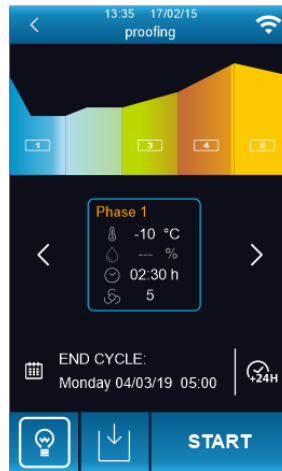 13:35 17/02/15
proofing
1 3 4 5
Phase 1
-10 °C
--- %
02:30 h
5
END CYCLE:
Monday 04/03/19 05:00
+24H
START